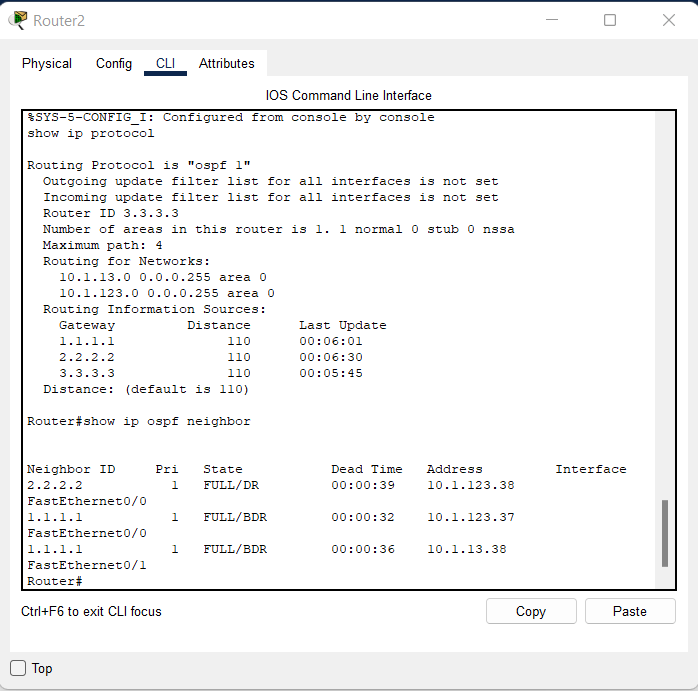 Router2
Physical Config CLI Attributes
IOS Command Line Interface
%SYS-5-CONFIG_I: Configured from console by console
show ip protocol
Routing Protocol is "ospf 1"
Outgoing update filter list for all interfaces is not set
Incoming update filter list for all interfaces is not set
Router ID 3.3.3.3
Number of areas in this router is 1. 1 normal 0 stub 0 nssa
Maximum path: 4
Routing for Networks:
10.1.13.0 0.0.0.255 area 0
10.1.123.0 0.0.0.255 area 0
Routing Information Sources:
Gateway Distance Last Update
1.1.1.1 110 00:06:01
2.2.2.2 110 00:06:30
3.3.3.3 110 00:05:45
Distance: (default is 110)
Router#show ip ospf neighbor
Neighbor ID Pri State Dead Time Address Interface
2.2.2.2 1 FULL/DR 00:00:39 10.1.123.38
FastEthernet0/0
1.1.1.1 1 FULL/BDR 00:00:32 10.1.123.37
FastEthernet0/0
1.1.1.1 1 FULL/BDR 00:00:36 10.1.13.38
FastEthernet0/1
Router#
Ctrl+F6 to exit CLI focus
Copy Paste
Top